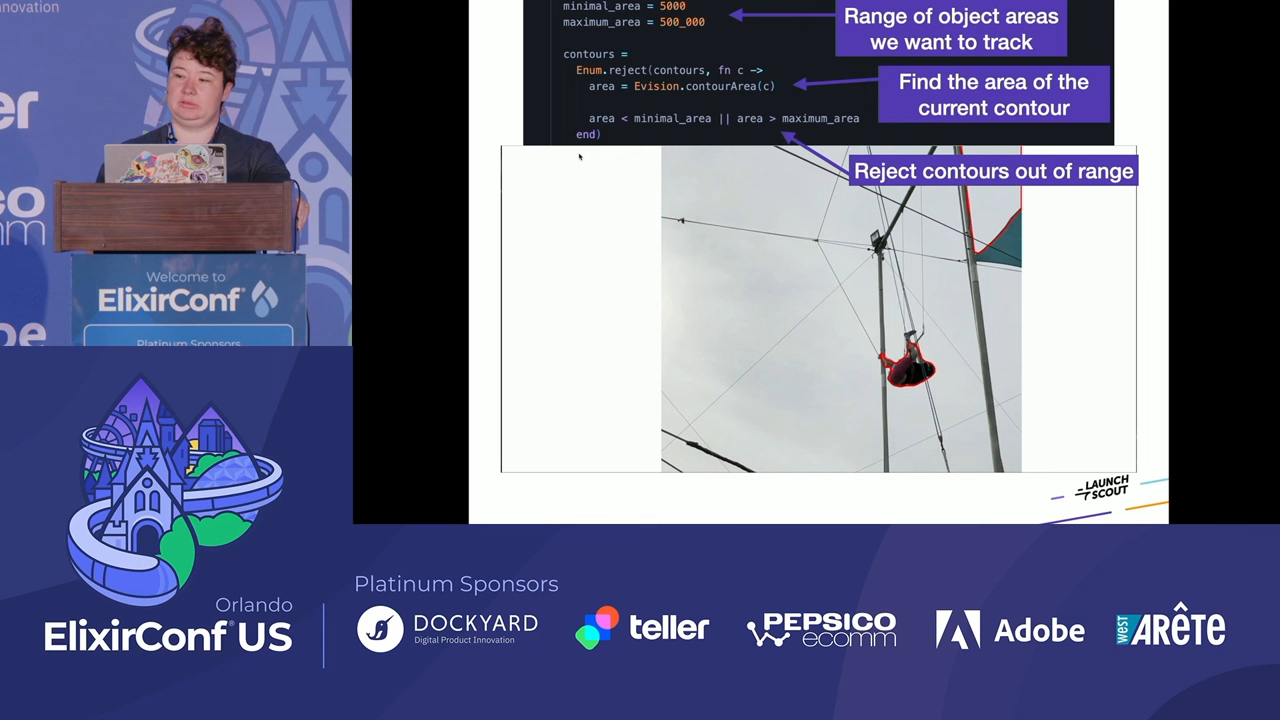 novation
er
co
mm
be
Welcome to
ElixirConf
Platinum Sponsors
minimal_area = 5000
maximum_area = 500_000
contours =
Enum.reject(contours, fn c ->
area = Evision.contourArea(c)
area < minimal_area || area > maximum_area
end)
Range of object areas
we want to track
Find the area of the
current contour
Reject contours out of range
LAUNCH
SCOUT
Orlando
ElixirConf® US
Platinum Sponsors
DOCKYARD
Digital Product Innovation
teller
PEPSICO
ecomm
Adobe
west ARÊTE